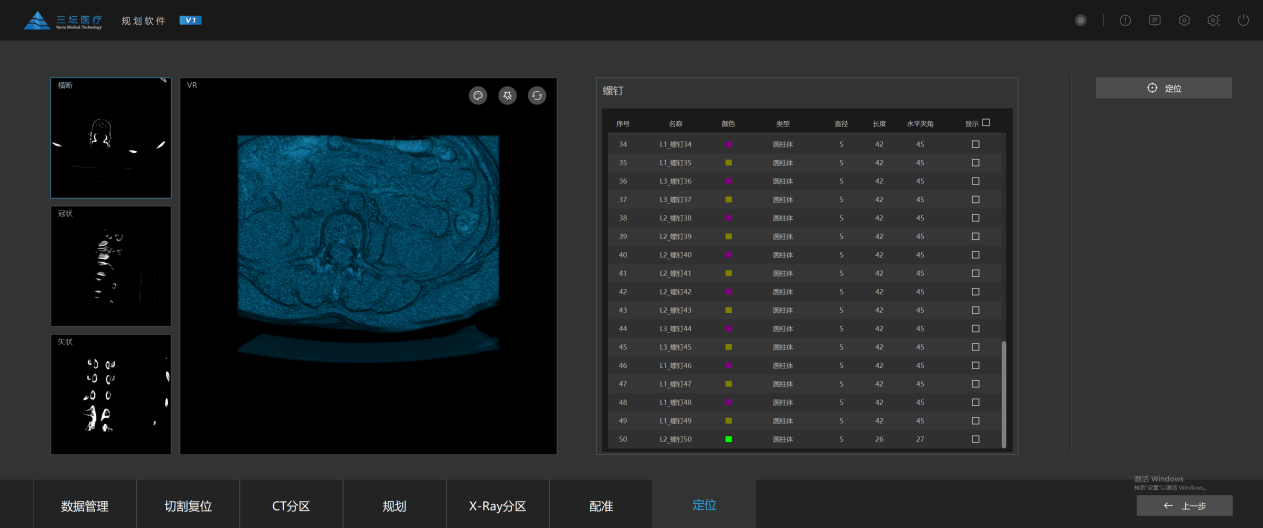 三坛医疗
Santa Medical Technology
规划软件
V1
横断
VR
冠状
矢状
螺钉
定位
序号 名称 颜色 类型 直径 长度 水平夹角 显示
34 L1_螺钉34 圆柱体 5 42 45
35 L1_螺钉35 圆柱体 5 42 45
36 L3_螺钉36 圆柱体 5 42 45
37 L3_螺钉37 圆柱体 5 42 45
38 L2_螺钉38 圆柱体 5 42 45
39 L2_螺钉39 圆柱体 5 42 45
40 L2_螺钉40 圆柱体 5 42 45
41 L2_螺钉41 圆柱体 5 42 45
42 L2_螺钉42 圆柱体 5 42 45
43 L2_螺钉43 圆柱体 5 42 45
44 L3_螺钉44 圆柱体 5 42 45
45 L3_螺钉45 圆柱体 5 42 45
46 L1_螺钉46 圆柱体 5 42 45
47 L1_螺钉47 圆柱体 5 42 45
48 L1_螺钉48 圆柱体 5 42 45
49 L1_螺钉49 圆柱体 5 42 45
50 L2_螺钉50 圆柱体 5 26 27
激活 Windows
转到"设置"以激活 Windows。
数据管理 切割复位 CT分区 规划 X-Ray分区 配准 定位
上一步